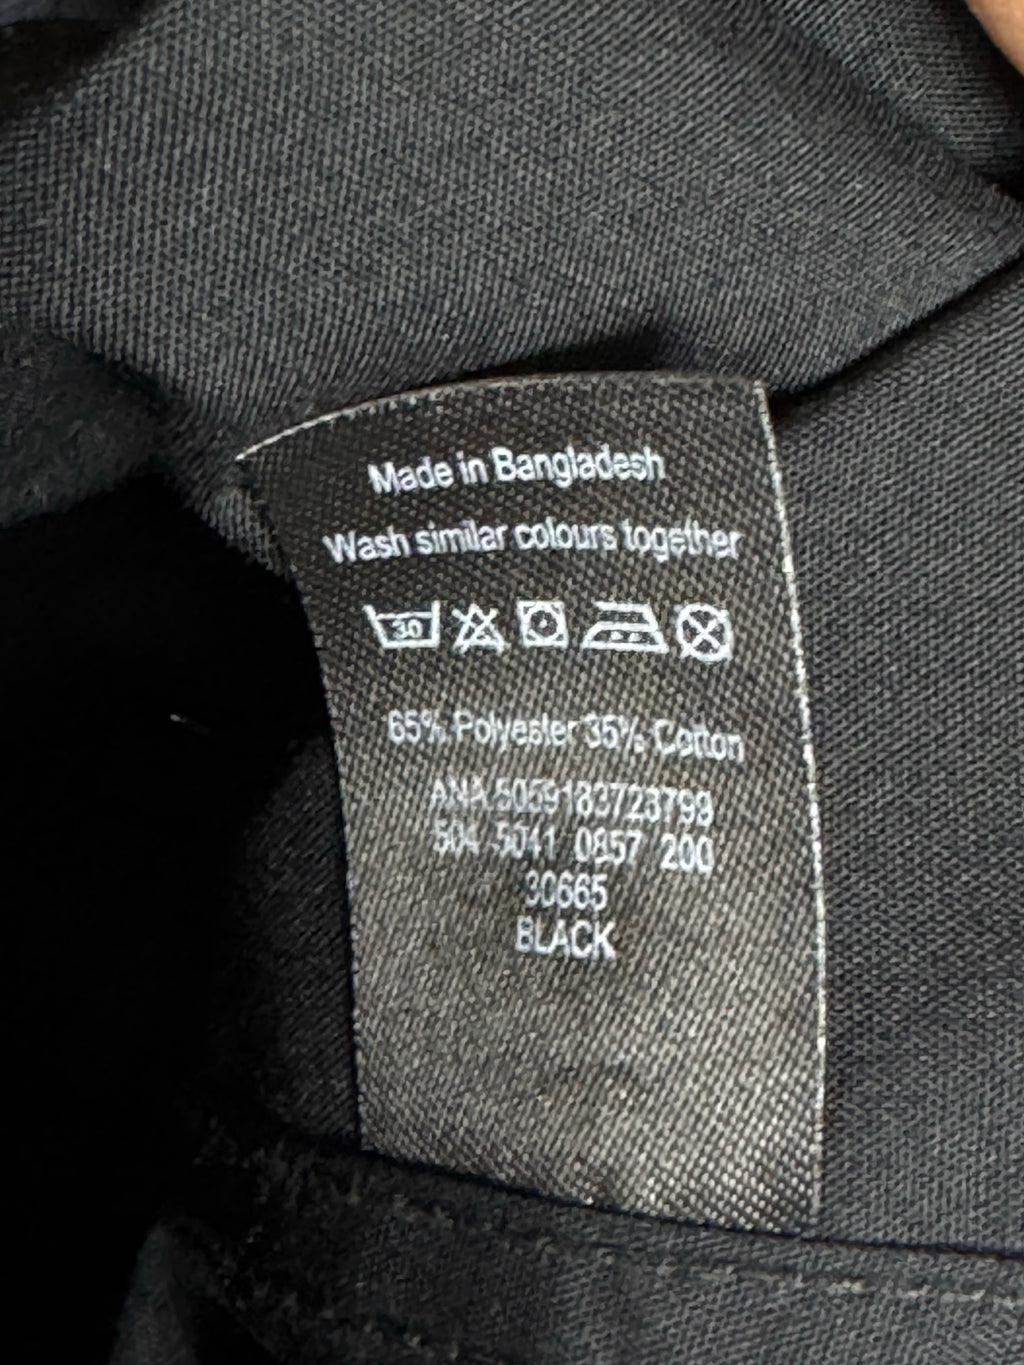 Made in Bangladesh
Wash similar colours together
30
65% Polyester 35% Cotton
ANA 5059183723799
504 5041 0857 200
30665
BLACK